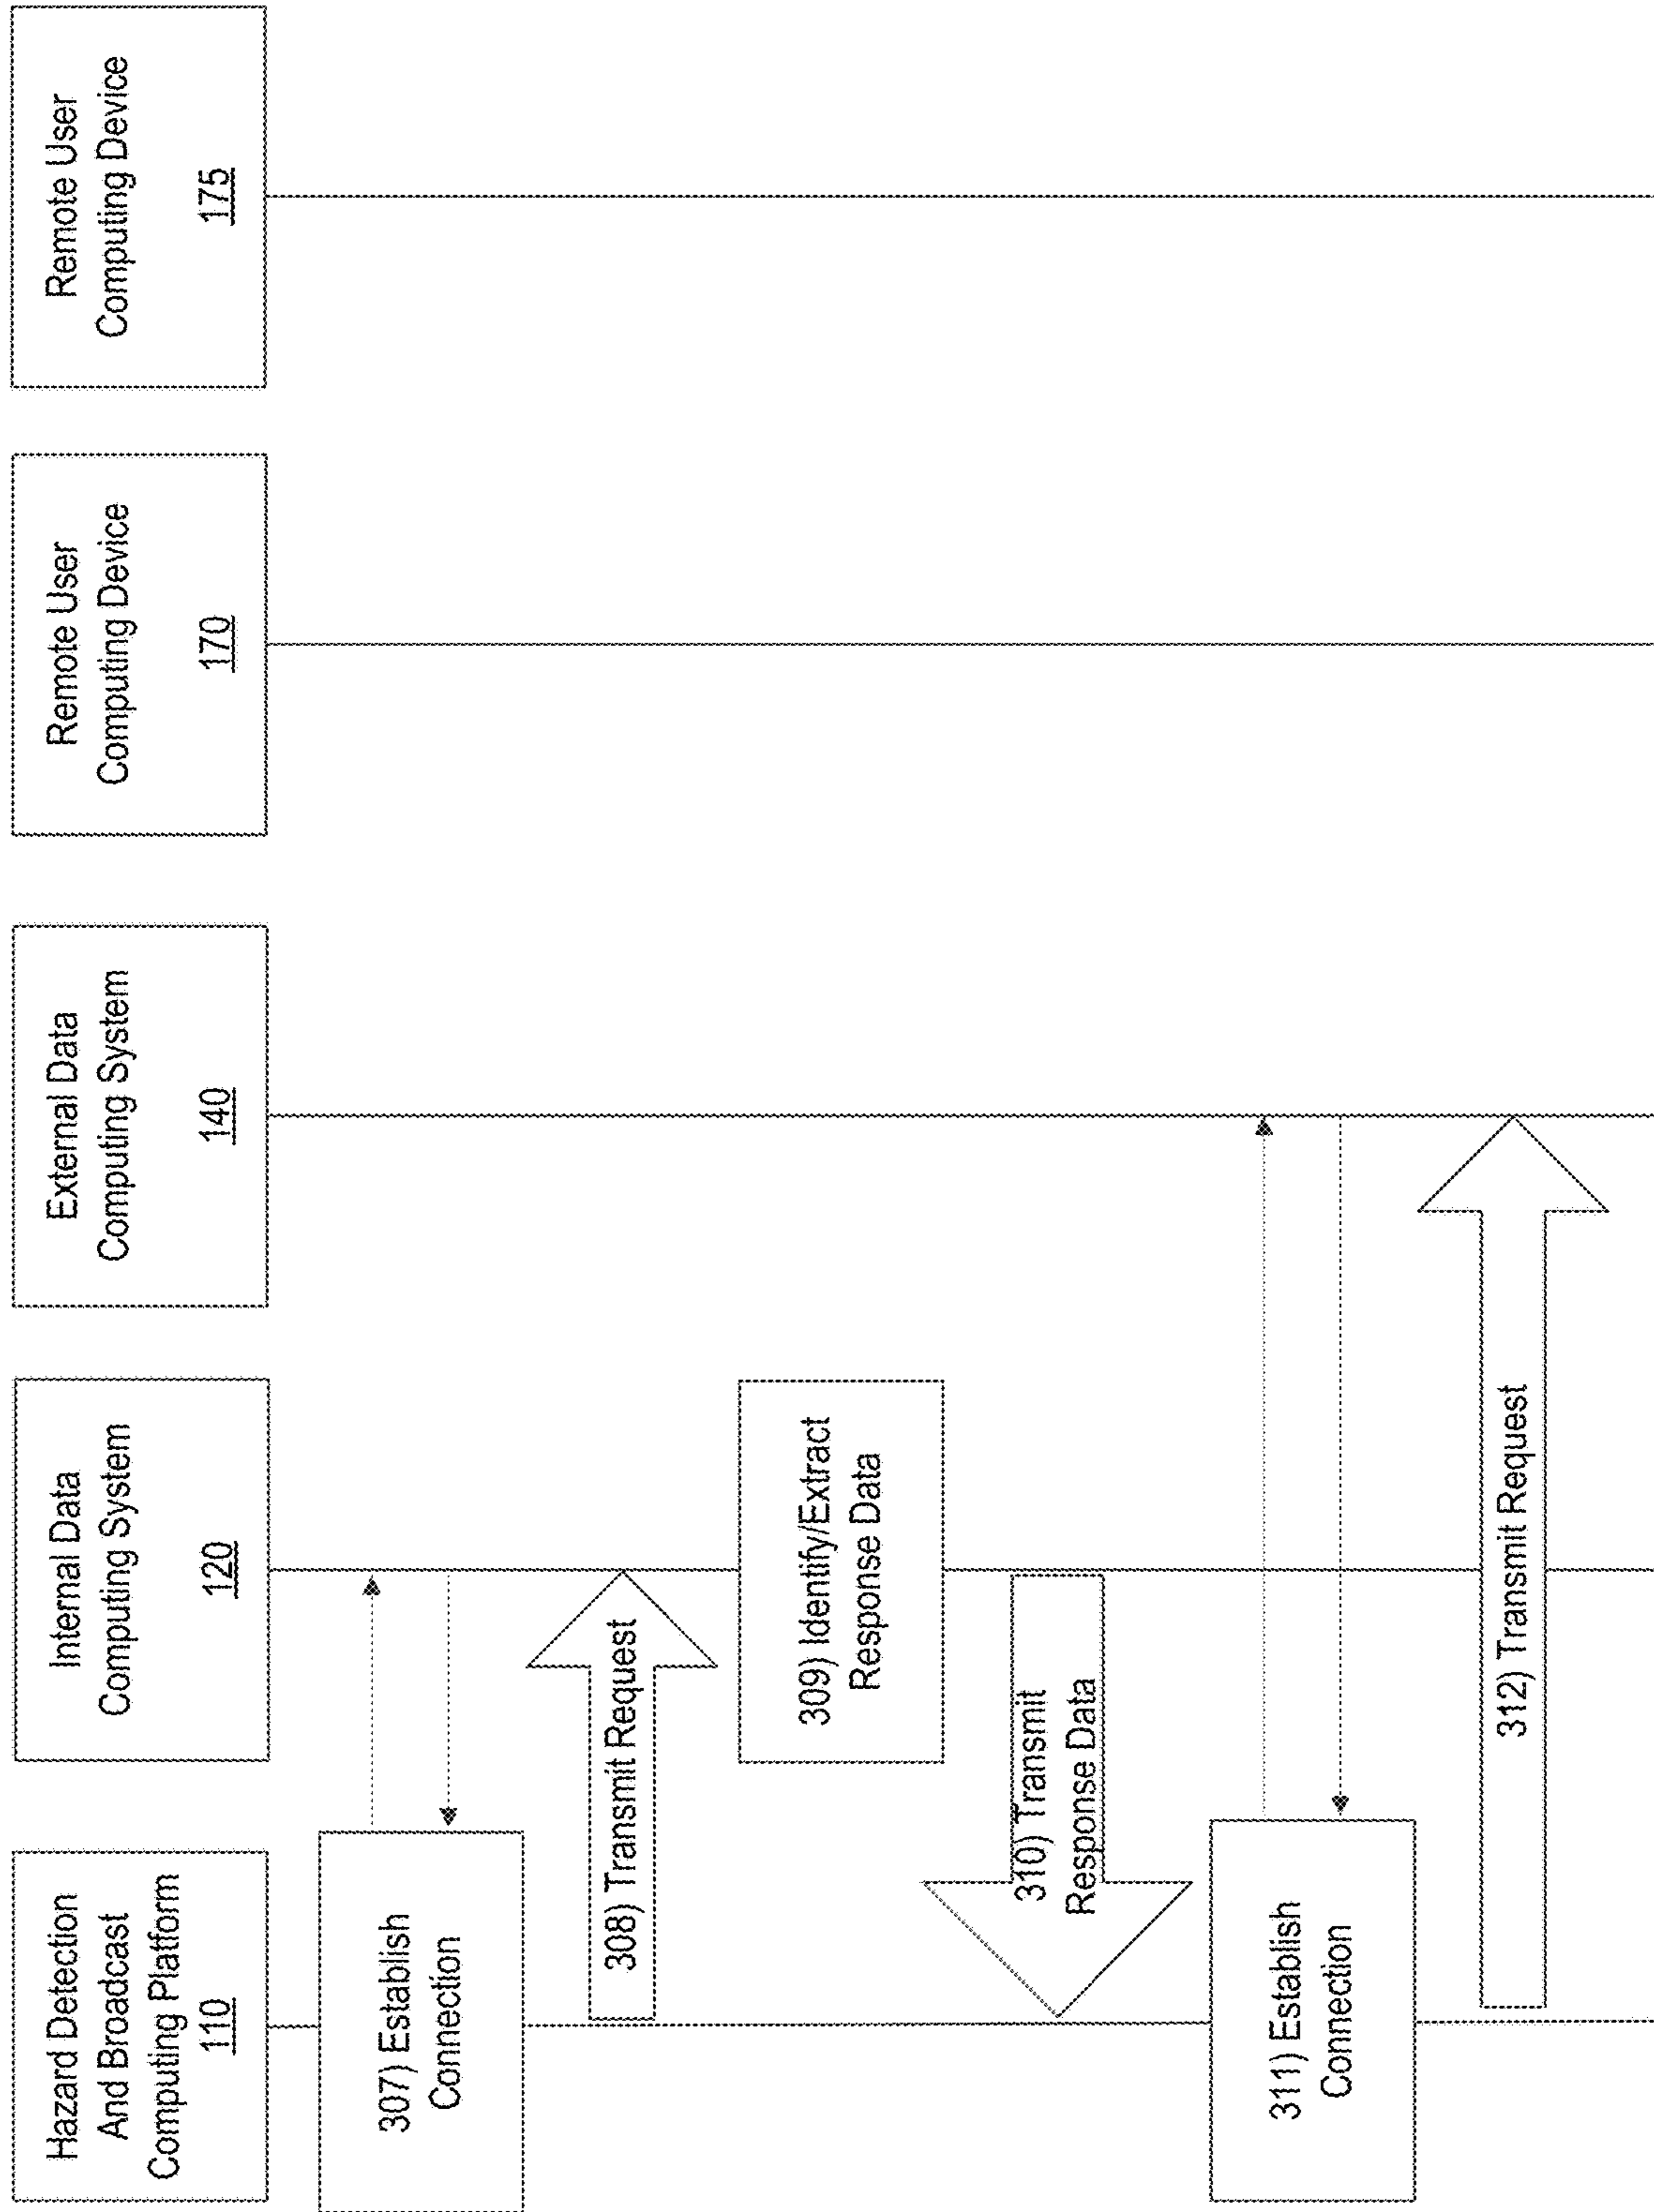 Hazard Detection
And Broadcast
Computing Platform
110
Internal Data
Computing System
120
External Data
Computing System
140
Remote User
Computing Device
170
Remote User
Computing Device
175
307) Establish
Connection
308) Transmit Request
309) Identify/Extract
Response Data
310) Transmit
Response Data
311) Establish
Connection
312) Transmit Request